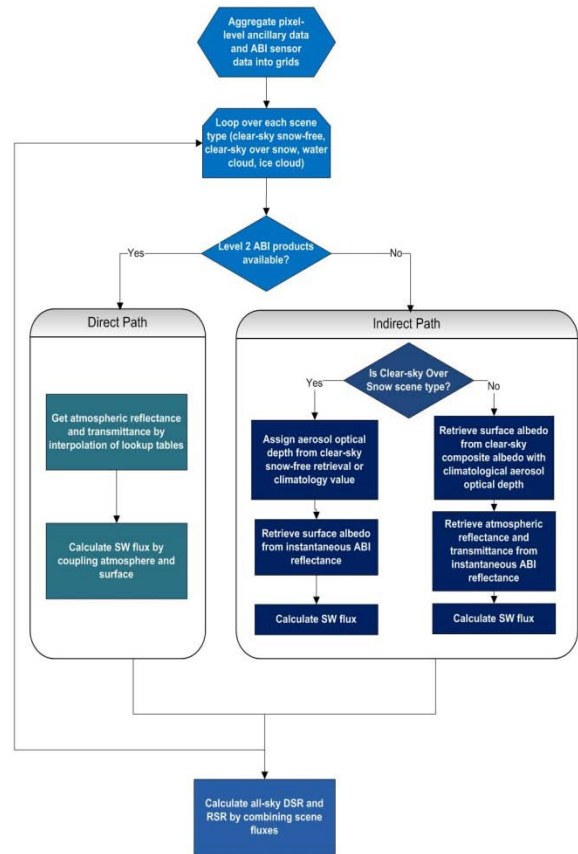 Aggregate pixel-
level ancillary data
and ABI sensor
data into grids
Loop over each scene
type (clear-sky snow-free,
clear-sky over snow, water
cloud, ice cloud)
Level 2 ABI products
available?
Yes
No
Direct Path
Get atmospheric reflectance
and transmittance by
interpolation of lookup tables
Calculate SW flux by
coupling atmosphere and
surface
Indirect Path
Is Clear-sky Over
Snow scene type?
Yes
No
Assign aerosol optical
depth from clear-sky
snow-free retrieval or
climatology value
Retrieve surface albedo
from instantaneous ABI
reflectance
Calculate SW flux
Retrieve surface albedo
from clear-sky
composite albedo with
climatological aerosol
optical depth
Retrieve atmospheric
reflectance and
transmittance from
instantaneous ABI
reflectance
Calculate SW flux
Calculate all-sky DSR and
RSR by combining scene
fluxes